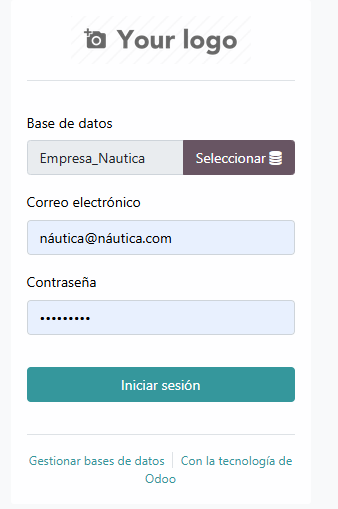 Your logo
Base de datos
Empresa_Nautica Seleccionar
Correo electrónico
náutica@náutica.com
Contraseña
•••••••••
Iniciar sesión
Gestionar bases de datos Con la tecnología de
Odoo